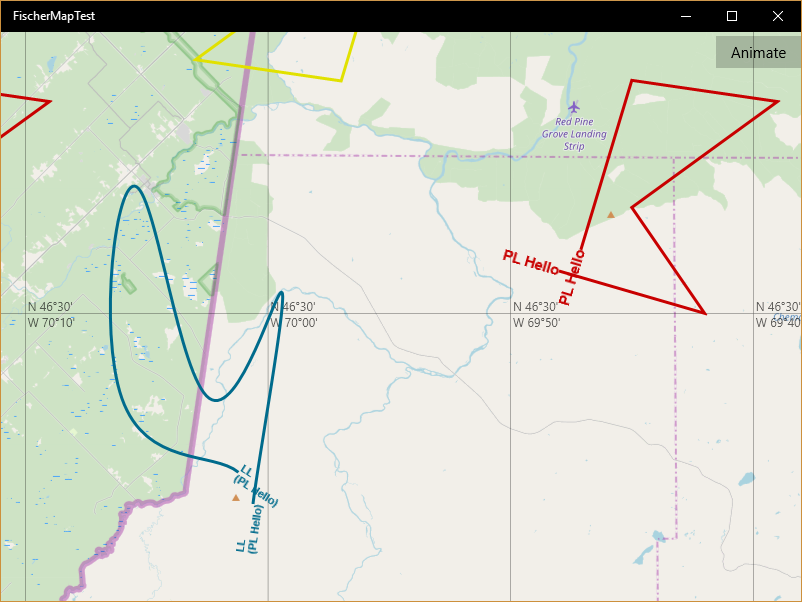 FischerMapTest
Animate
Red Pine
Grove Landing
Strip
PL Hello
PL Hello
N 46°30'
W 70°10'
N 46°30'
W 70°00'
N 46°30'
W 69°50'
N 46°30'
W 69°40'
LL
(PL Hello)
LL
(PL Hello)